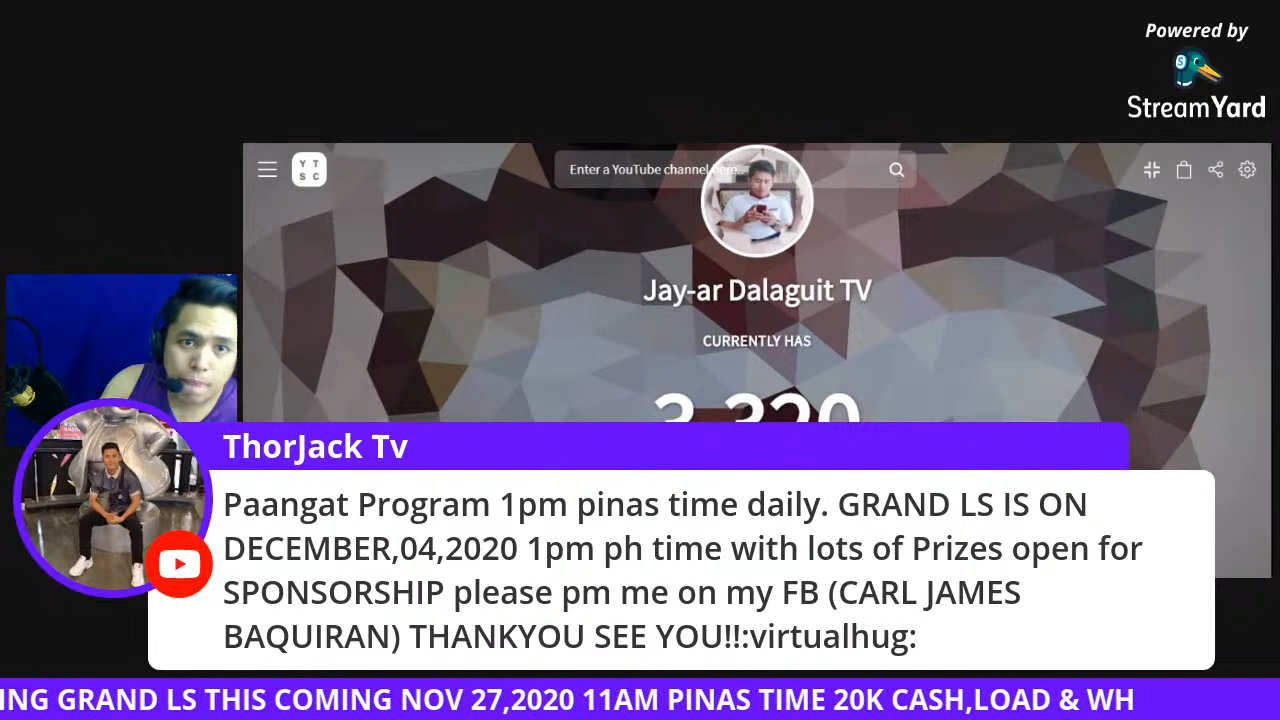 Powered by
StreamYard
Y T
S C
Enter a YouTube channel here...
Jay-ar Dalaguit TV
CURRENTLY HAS
3,320
ThorJack Tv
Paangat Program 1pm pinas time daily. GRAND LS IS ON
DECEMBER,04,2020 1pm ph time with lots of Prizes open for
SPONSORSHIP please pm me on my FB (CARL JAMES
BAQUIRAN) THANKYOU SEE YOU!!:virtualhug:
ING GRAND LS THIS COMING NOV 27,2020 11AM PINAS TIME 20K CASH,LOAD & WH